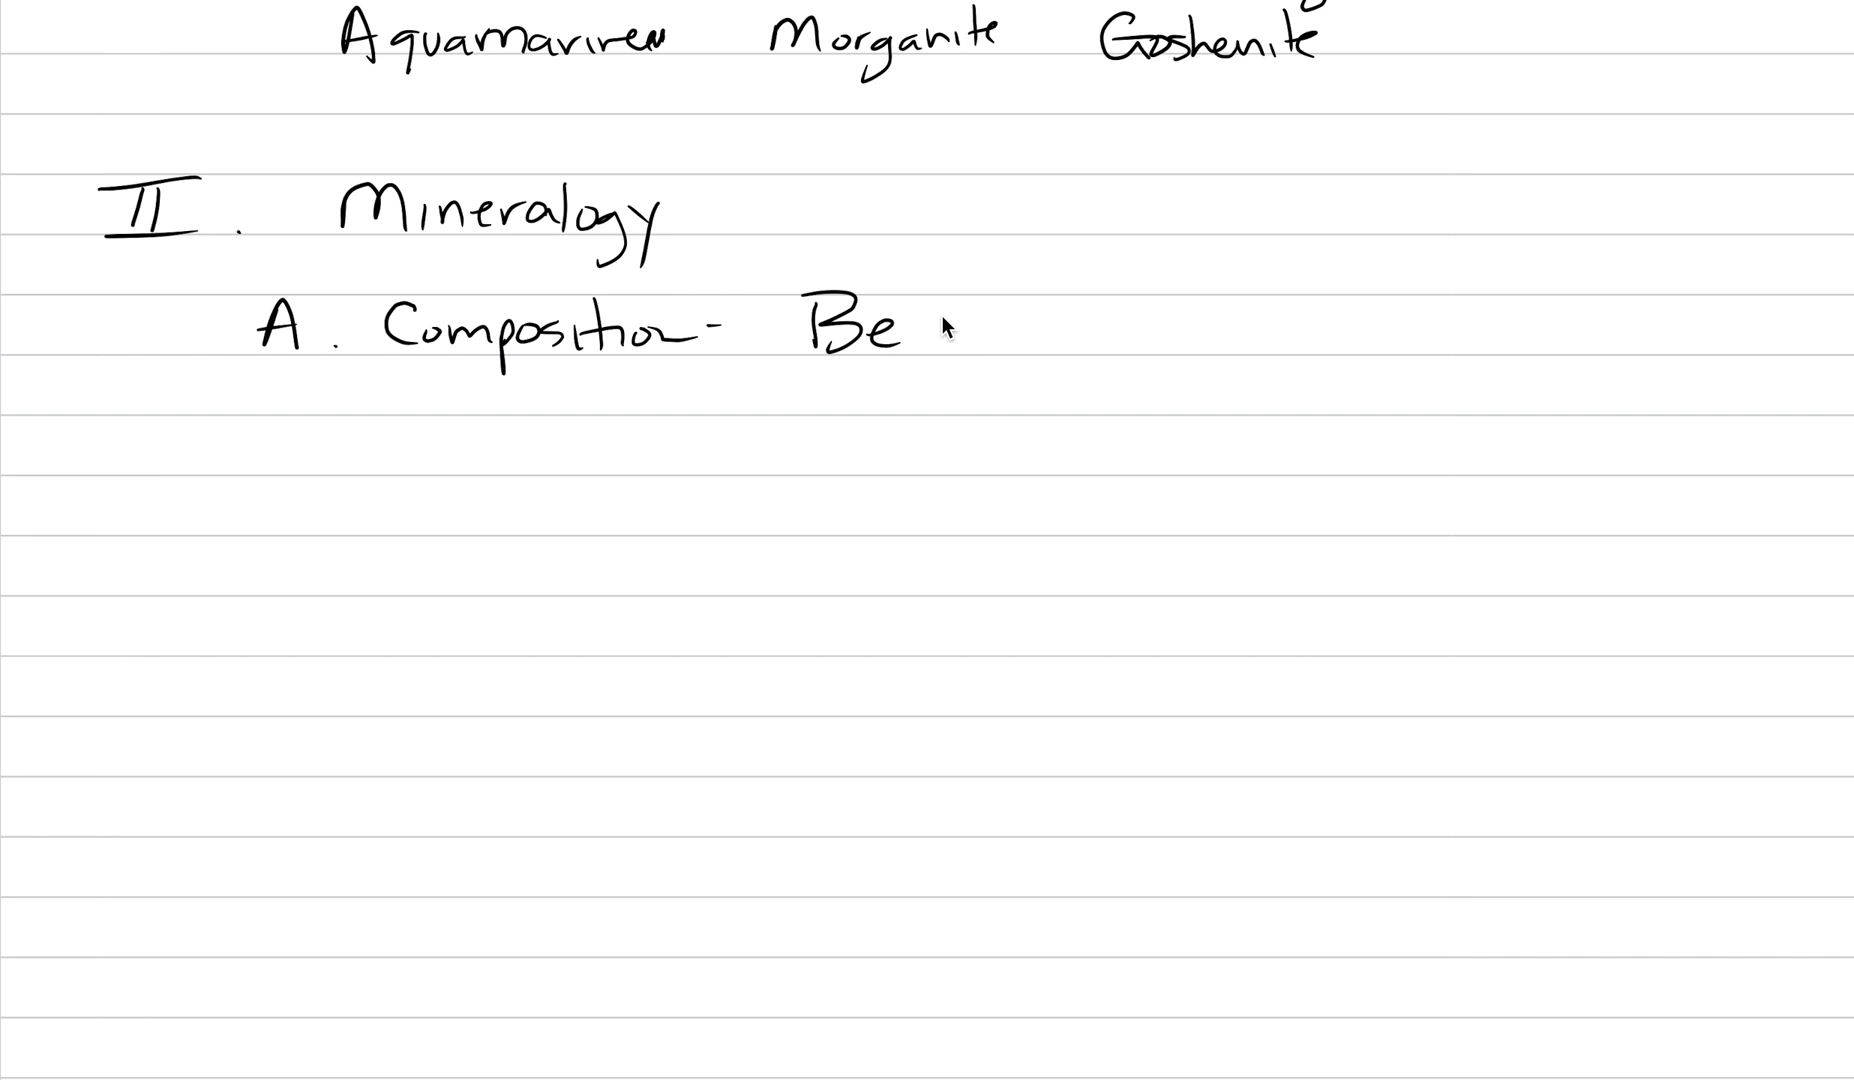 Aquamarine Morganite Goshenite
II. Mineralogy
A. Composition- Be